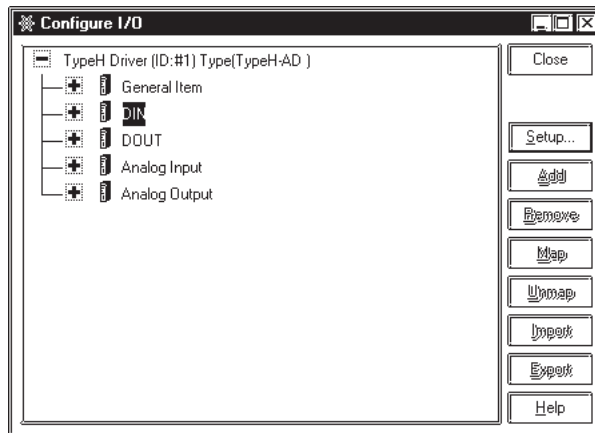 Configure I/O
TypeH Driver (ID:#1) Type(TypeH-AD )
General Item
DIN
DOUT
Analog Input
Analog Output
Close
Setup...
Add
Remove
Map
Unmap
Import
Export
Help